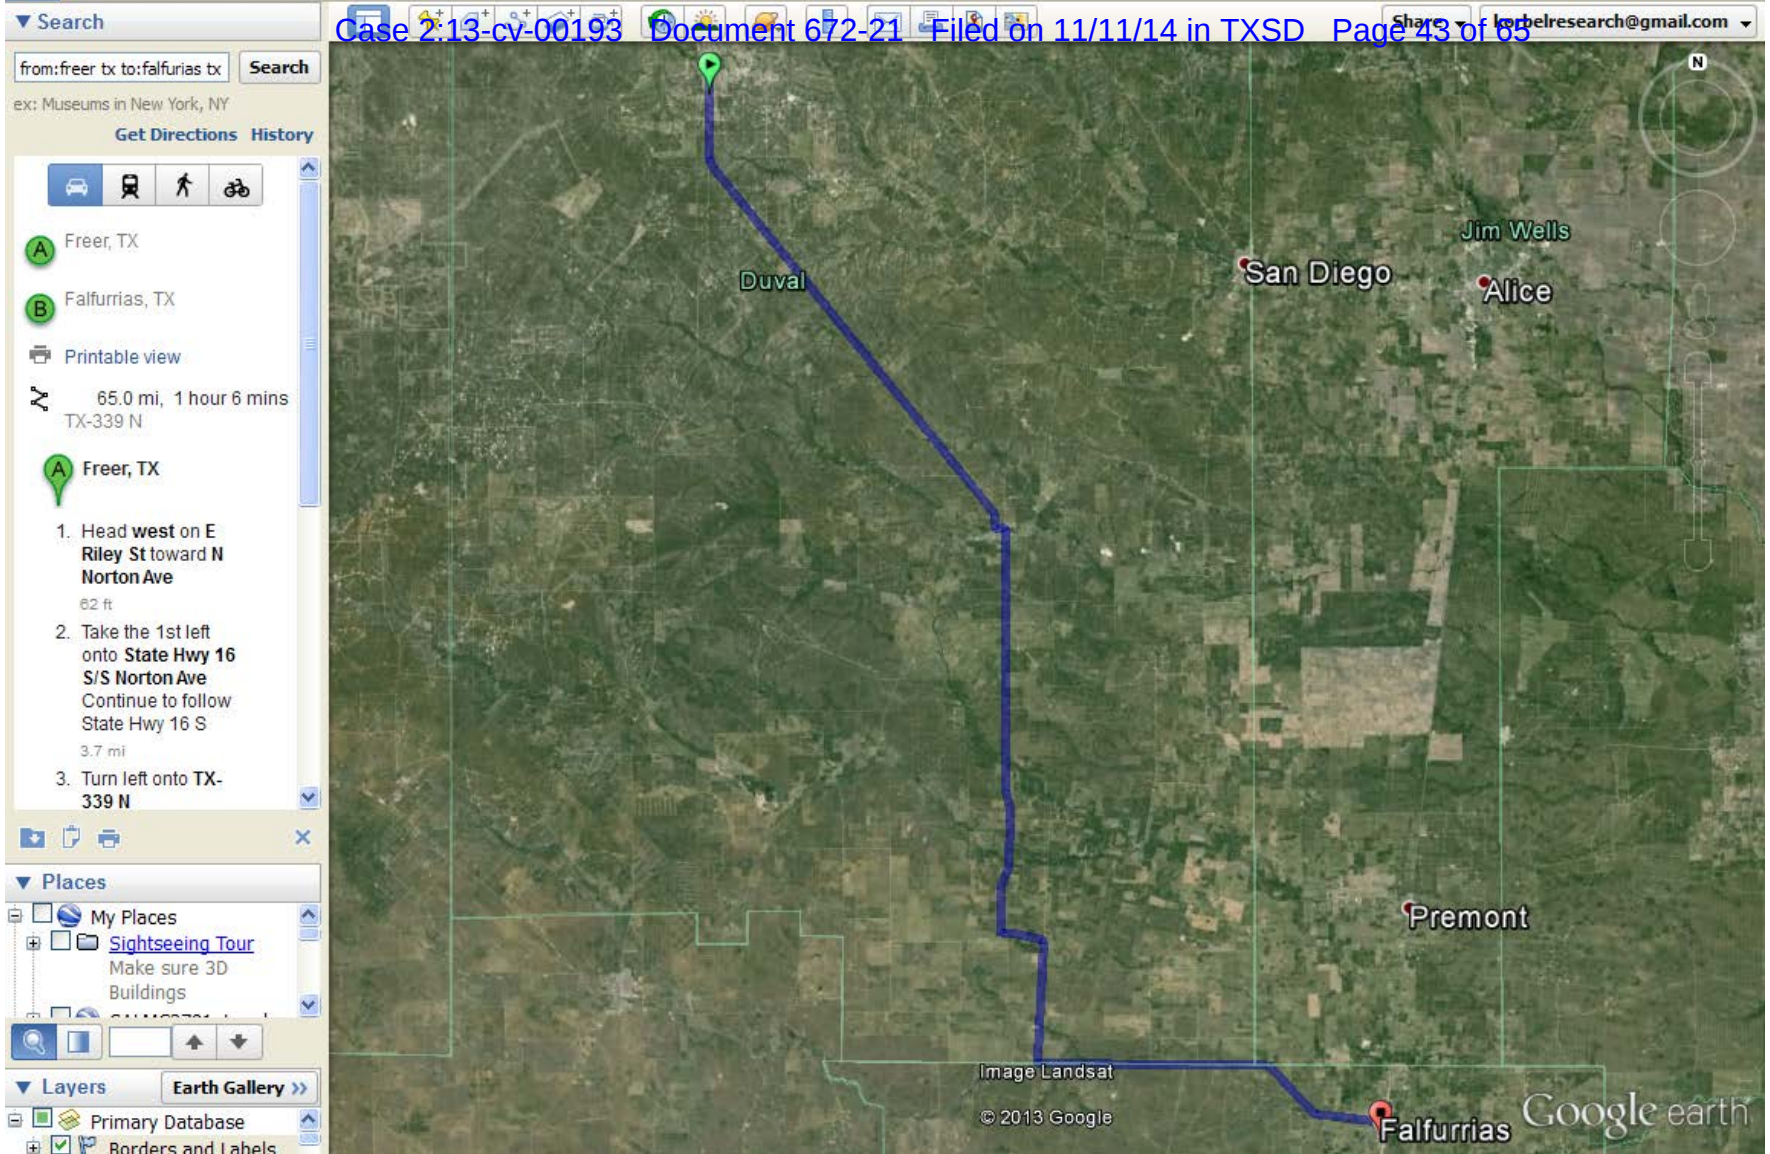 Case 2:13-cv-00193 Document 672-21 Filed on 11/11/14 in TXSD Page 43 of 65
Search
Share
korbelresearch@gmail.com
from:freer tx to:falfurias tx
Search
ex: Museums in New York, NY
Get Directions History
A Freer, TX
B Falfurrias, TX
Printable view
65.0 mi, 1 hour 6 mins
TX-339 N
A Freer, TX
1. Head west on E
Riley St toward N
Norton Ave
62 ft
2. Take the 1st left
onto State Hwy 16
S/S Norton Ave
Continue to follow
State Hwy 16 S
3.7 mi
3. Turn left onto TX-
339 N
Places
My Places
Sightseeing Tour
Make sure 3D
Buildings
Layers
Earth Gallery >>
Primary Database
Borders and Labels
N
Jim Wells
Duval
San Diego
Alice
Premont
Image Landsat
© 2013 Google
Falfurrias
Google earth